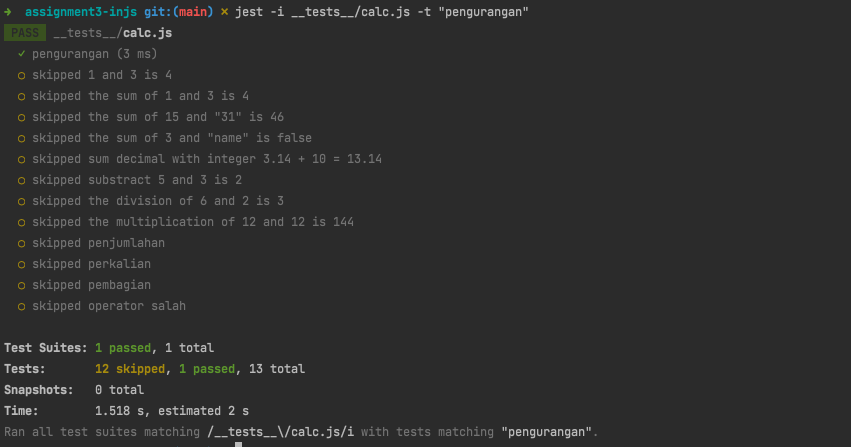 → assignment3-injs git:(main) × jest -i __tests__/calc.js -t "pengurangan"
PASS __tests__/calc.js
✓ pengurangan (3 ms)
○ skipped 1 and 3 is 4
○ skipped the sum of 1 and 3 is 4
○ skipped the sum of 15 and "31" is 46
○ skipped the sum of 3 and "name" is false
○ skipped sum decimal with integer 3.14 + 10 = 13.14
○ skipped substract 5 and 3 is 2
○ skipped the division of 6 and 2 is 3
○ skipped the multiplication of 12 and 12 is 144
○ skipped penjumlahan
○ skipped perkalian
○ skipped pembagian
○ skipped operator salah
Test Suites: 1 passed, 1 total
Tests: 12 skipped, 1 passed, 13 total
Snapshots: 0 total
Time: 1.518 s, estimated 2 s
Ran all test suites matching /__tests__\/calc.js/i with tests matching "pengurangan".